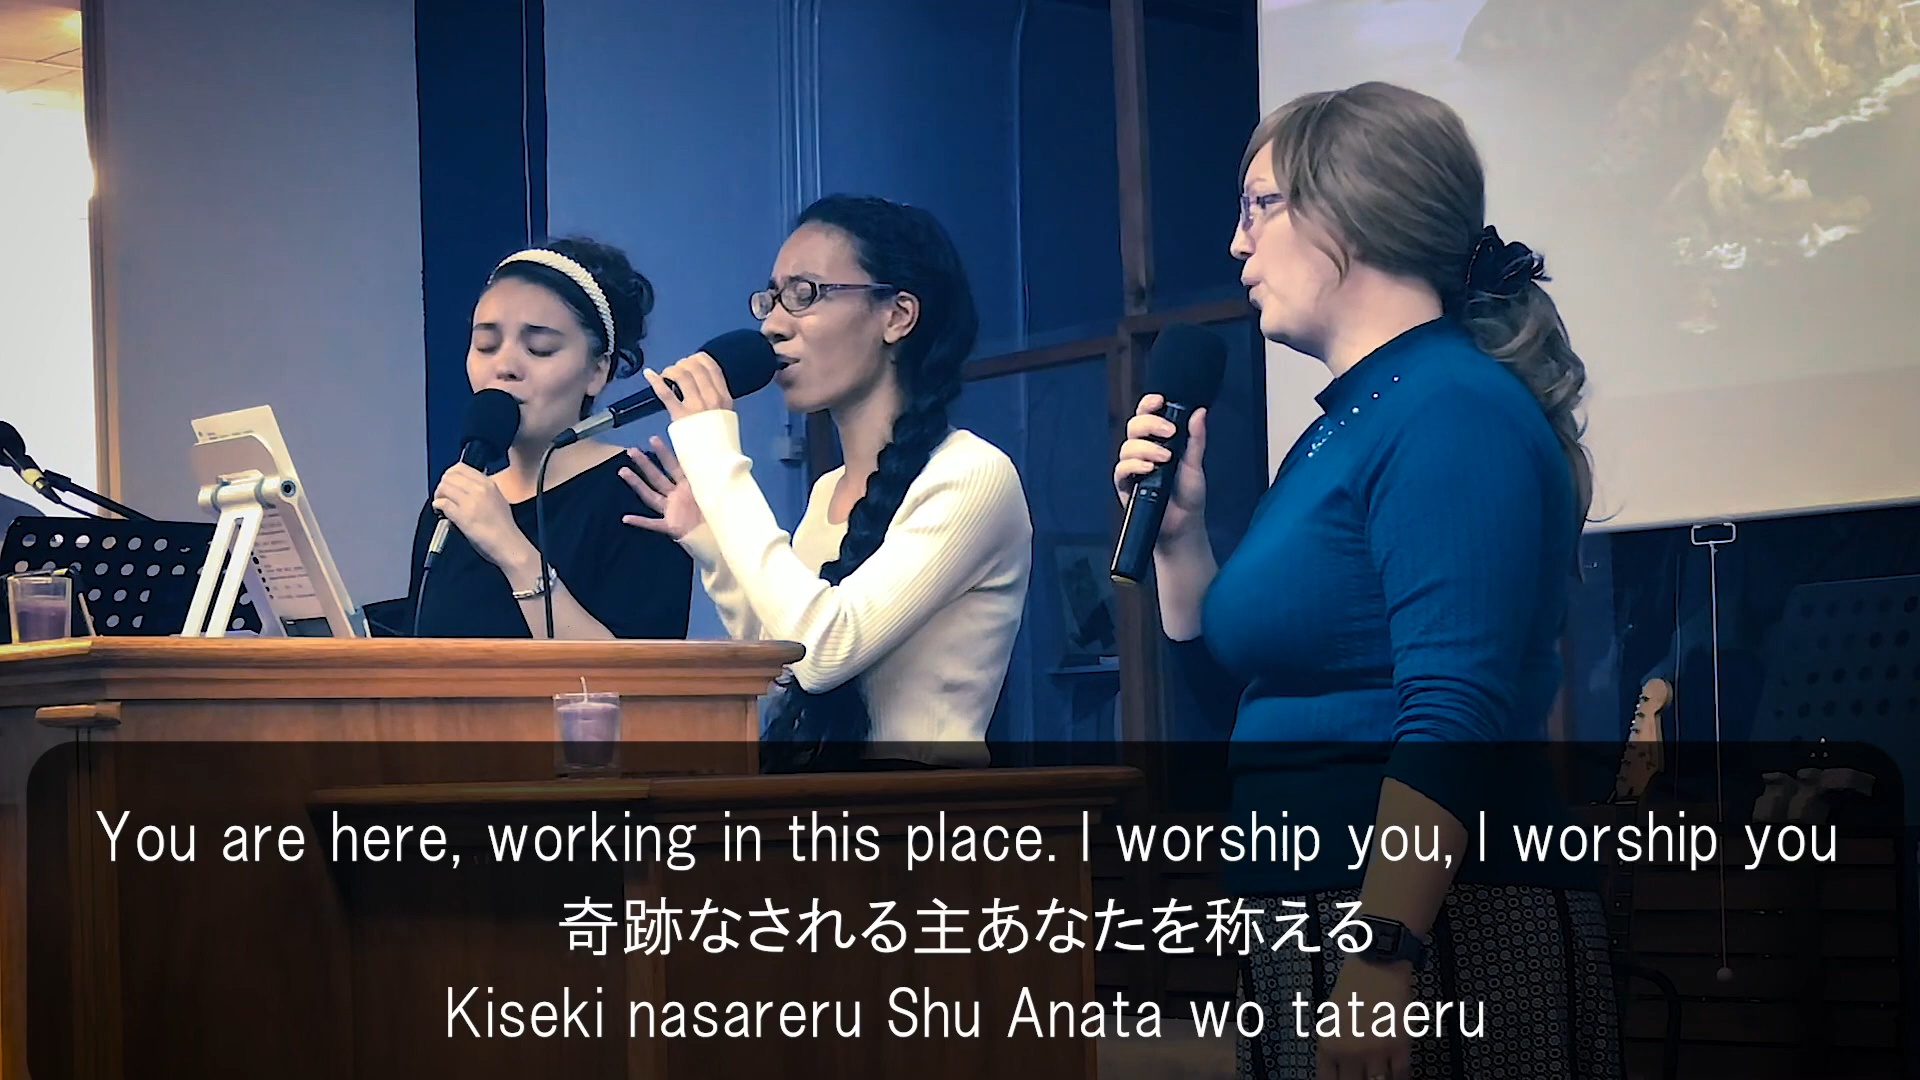 You are here, working in this place. I worship you, I worship you
奇跡なされる主あなたを称える
Kiseki nasareru Shu Anata wo tataeru